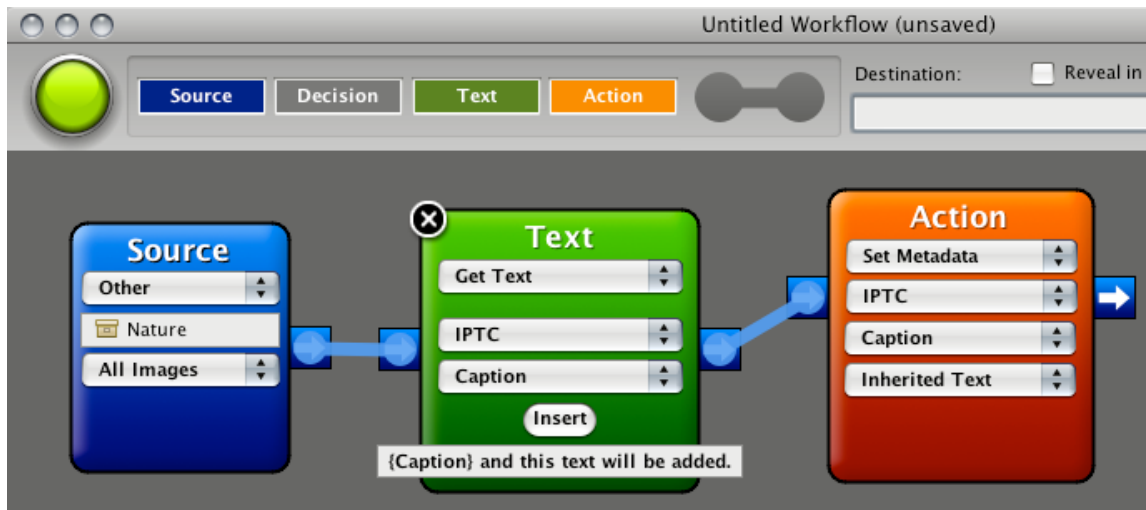 Untitled Workflow (unsaved)
Source
Decision
Text
Action
Destination:
Reveal in
Source
Other
Nature
All Images
Text
Get Text
IPTC
Caption
Insert
{Caption} and this text will be added.
Action
Set Metadata
IPTC
Caption
Inherited Text